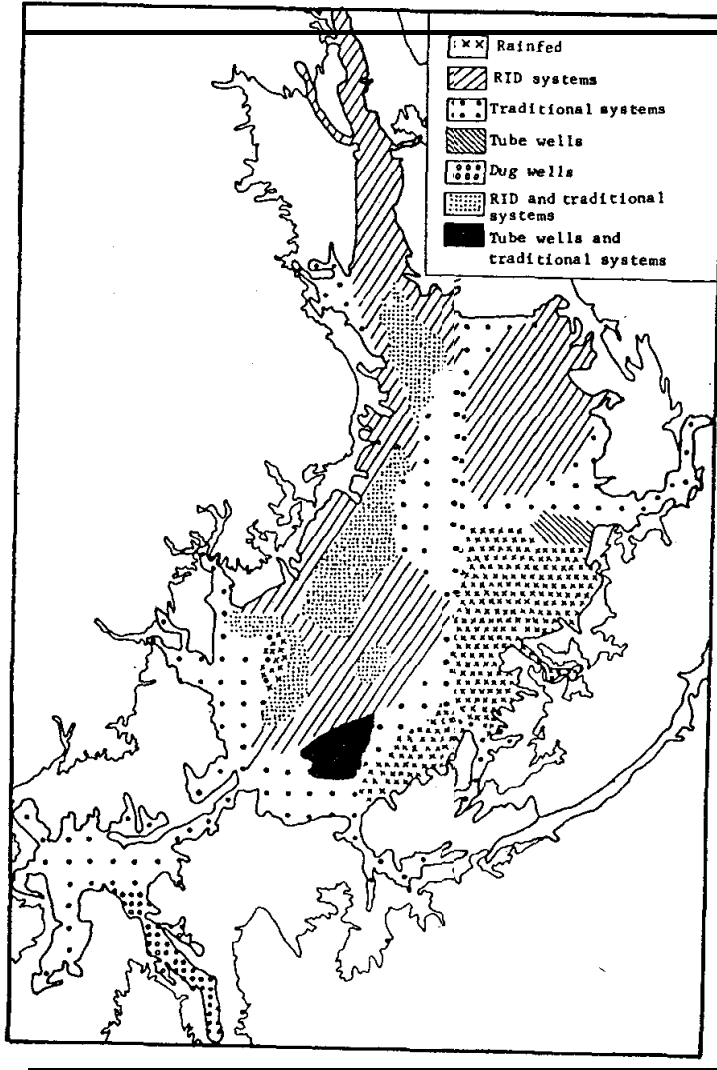 Rainfed
RID systems
Traditional systems
Tube wells
Dug wells
RID and traditional
systems
Tube wells and
traditional systems